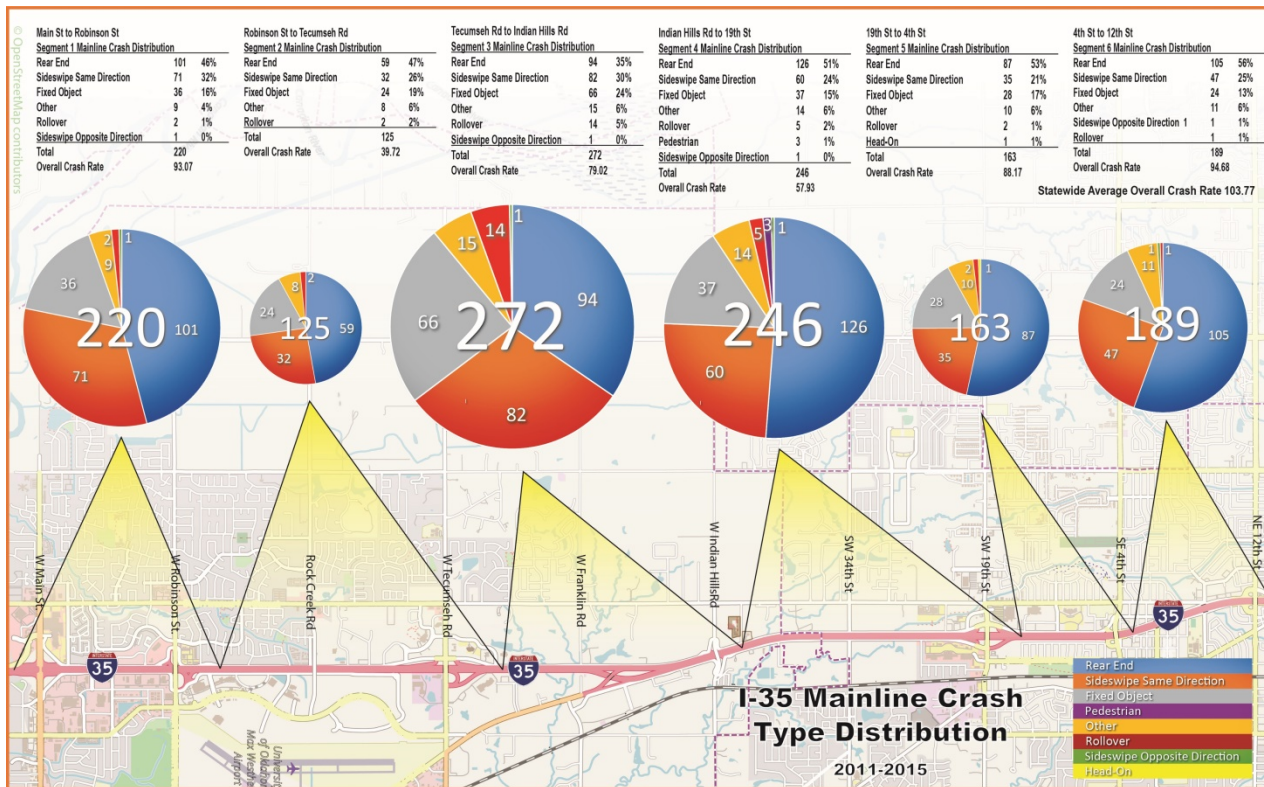 © OpenStreetMap contributors
Main St to Robinson St
Segment 1 Mainline Crash Distribution
Rear End 101 46%
Sideswipe Same Direction 71 32%
Fixed Object 36 16%
Other 9 4%
Rollover 2 1%
Sideswipe Opposite Direction 1 0%
Total 220
Overall Crash Rate 93.07
Robinson St to Tecumseh Rd
Segment 2 Mainline Crash Distribution
Rear End 59 47%
Sideswipe Same Direction 32 26%
Fixed Object 24 19%
Other 8 6%
Rollover 2 2%
Total 125
Overall Crash Rate 39.72
Tecumseh Rd to Indian Hills Rd
Segment 3 Mainline Crash Distribution
Rear End 94 35%
Sideswipe Same Direction 82 30%
Fixed Object 66 24%
Other 15 6%
Rollover 14 5%
Sideswipe Opposite Direction 1 0%
Total 272
Overall Crash Rate 79.02
Indian Hills Rd to 19th St
Segment 4 Mainline Crash Distribution
Rear End 126 51%
Sideswipe Same Direction 60 24%
Fixed Object 37 15%
Other 14 6%
Rollover 5 2%
Pedestrian 3 1%
Sideswipe Opposite Direction 1 0%
Total 246
Overall Crash Rate 57.93
19th St to 4th St
Segment 5 Mainline Crash Distribution
Rear End 87 53%
Sideswipe Same Direction 35 21%
Fixed Object 28 17%
Other 10 6%
Rollover 2 1%
Head-On 1 1%
Total 163
Overall Crash Rate 88.17
4th St to 12th St
Segment 6 Mainline Crash Distribution
Rear End 105 56%
Sideswipe Same Direction 47 25%
Fixed Object 24 13%
Other 11 6%
Sideswipe Opposite Direction 1 1 1%
Rollover 1 1%
Total 189
Overall Crash Rate 94.68
Statewide Average Overall Crash Rate 103.77
2
1
9
36
220
101
71
2
8
24
125
59
32
1
14
15
94
272
66
82
1
3
5
14
37
246
126
60
1
2
10
28
163
87
35
1
1
11
24
189
105
47
W Main St.
W Robinson St.
Rock Creek Rd
W Tecumseh Rd
W Franklin Rd
W Indian HillsRd
SW 34th St
SW 19th St
SE 4th St
NE 12th St
35
35
35
University
of Oklahoma
Max Westh
Airport
I-35 Mainline Crash
Type Distribution
2011-2015
Rear End
Sideswipe Same Direction
Fixed Object
Pedestrian
Other
Rollover
Sideswipe Opposite Direction
Head-On